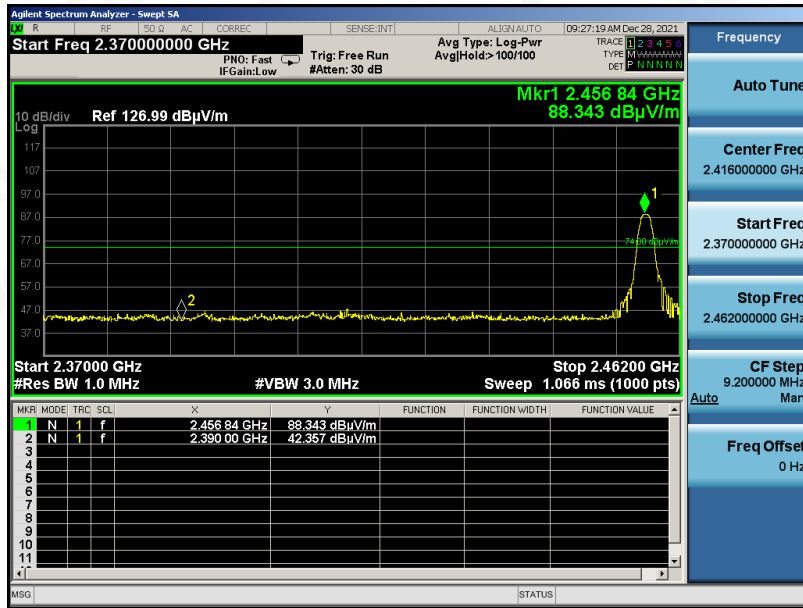 Agilent Spectrum Analyzer - Swept SA
LXI R RF 50 Ω AC CORREC SENSE:INT ALIGN AUTO 09:27:19 AM Dec 28, 2021
Start Freq 2.370000000 GHz
PNO: Fast
IFGain:Low
Trig: Free Run
#Atten: 30 dB
Avg Type: Log-Pwr
Avg|Hold:>100/100
TRACE 1 2 3 4 5 6
TYPE M
DET P N N N N N
Mkr1 2.456 84 GHz
88.343 dBµV/m
10 dB/div Ref 126.99 dBµV/m
Log
117
107
97.0
87.0
77.0
67.0
57.0
47.0
37.0
1
74.00 dBµV/m
2
Start 2.37000 GHz Stop 2.46200 GHz
#Res BW 1.0 MHz #VBW 3.0 MHz Sweep 1.066 ms (1000 pts)
MKR MODE TRC SCL X Y FUNCTION FUNCTION WIDTH FUNCTION VALUE
1 N 1 f 2.456 84 GHz 88.343 dBµV/m
2 N 1 f 2.390 00 GHz 42.357 dBµV/m
3
4
5
6
7
8
9
10
11
MSG STATUS
Frequency
Auto Tune
Center Freq
2.416000000 GHz
Start Freq
2.370000000 GHz
Stop Freq
2.462000000 GHz
CF Step
9.200000 MHz
Auto Man
Freq Offset
0 Hz